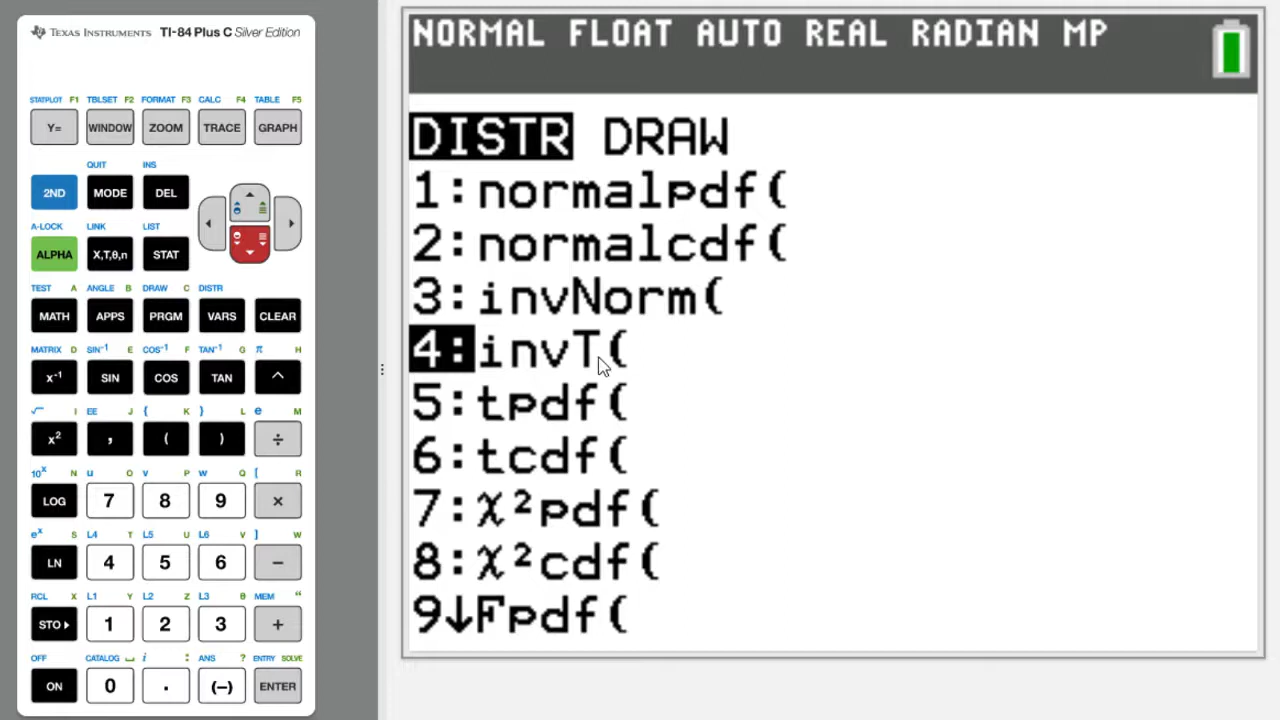 TEXAS INSTRUMENTS TI-84 Plus C Silver Edition
STATPLOT F1 TBLSET F2 FORMAT F3 CALC F4 TABLE F5
Y= WINDOW ZOOM TRACE GRAPH
QUIT INS
2ND MODE DEL
A-LOCK LINK LIST
ALPHA X,T,θ,n STAT
TEST A ANGLE B DRAW C DISTR
MATH APPS PRGM VARS CLEAR
MATRIX D SIN⁻¹ E COS⁻¹ F TAN⁻¹ G π H
x⁻¹ SIN COS TAN ^
√ I EE J { K } L e M
x² , ( ) ÷
10ˣ N u O v P w Q [ R
LOG 7 8 9 ×
eˣ S L4 T L5 U L6 V ] W
LN 4 5 6 −
RCL X L1 Y L2 Z L3 θ MEM “
STO▸ 1 2 3 +
OFF CATALOG ⎵ i : ANS ? ENTRY SOLVE
ON 0 . (−) ENTER
NORMAL FLOAT AUTO REAL RADIAN MP
DISTR DRAW
1:normalpdf(
2:normalcdf(
3:invNorm(
4:invT(
5:tpdf(
6:tcdf(
7:χ²pdf(
8:χ²cdf(
9↓Fpdf(